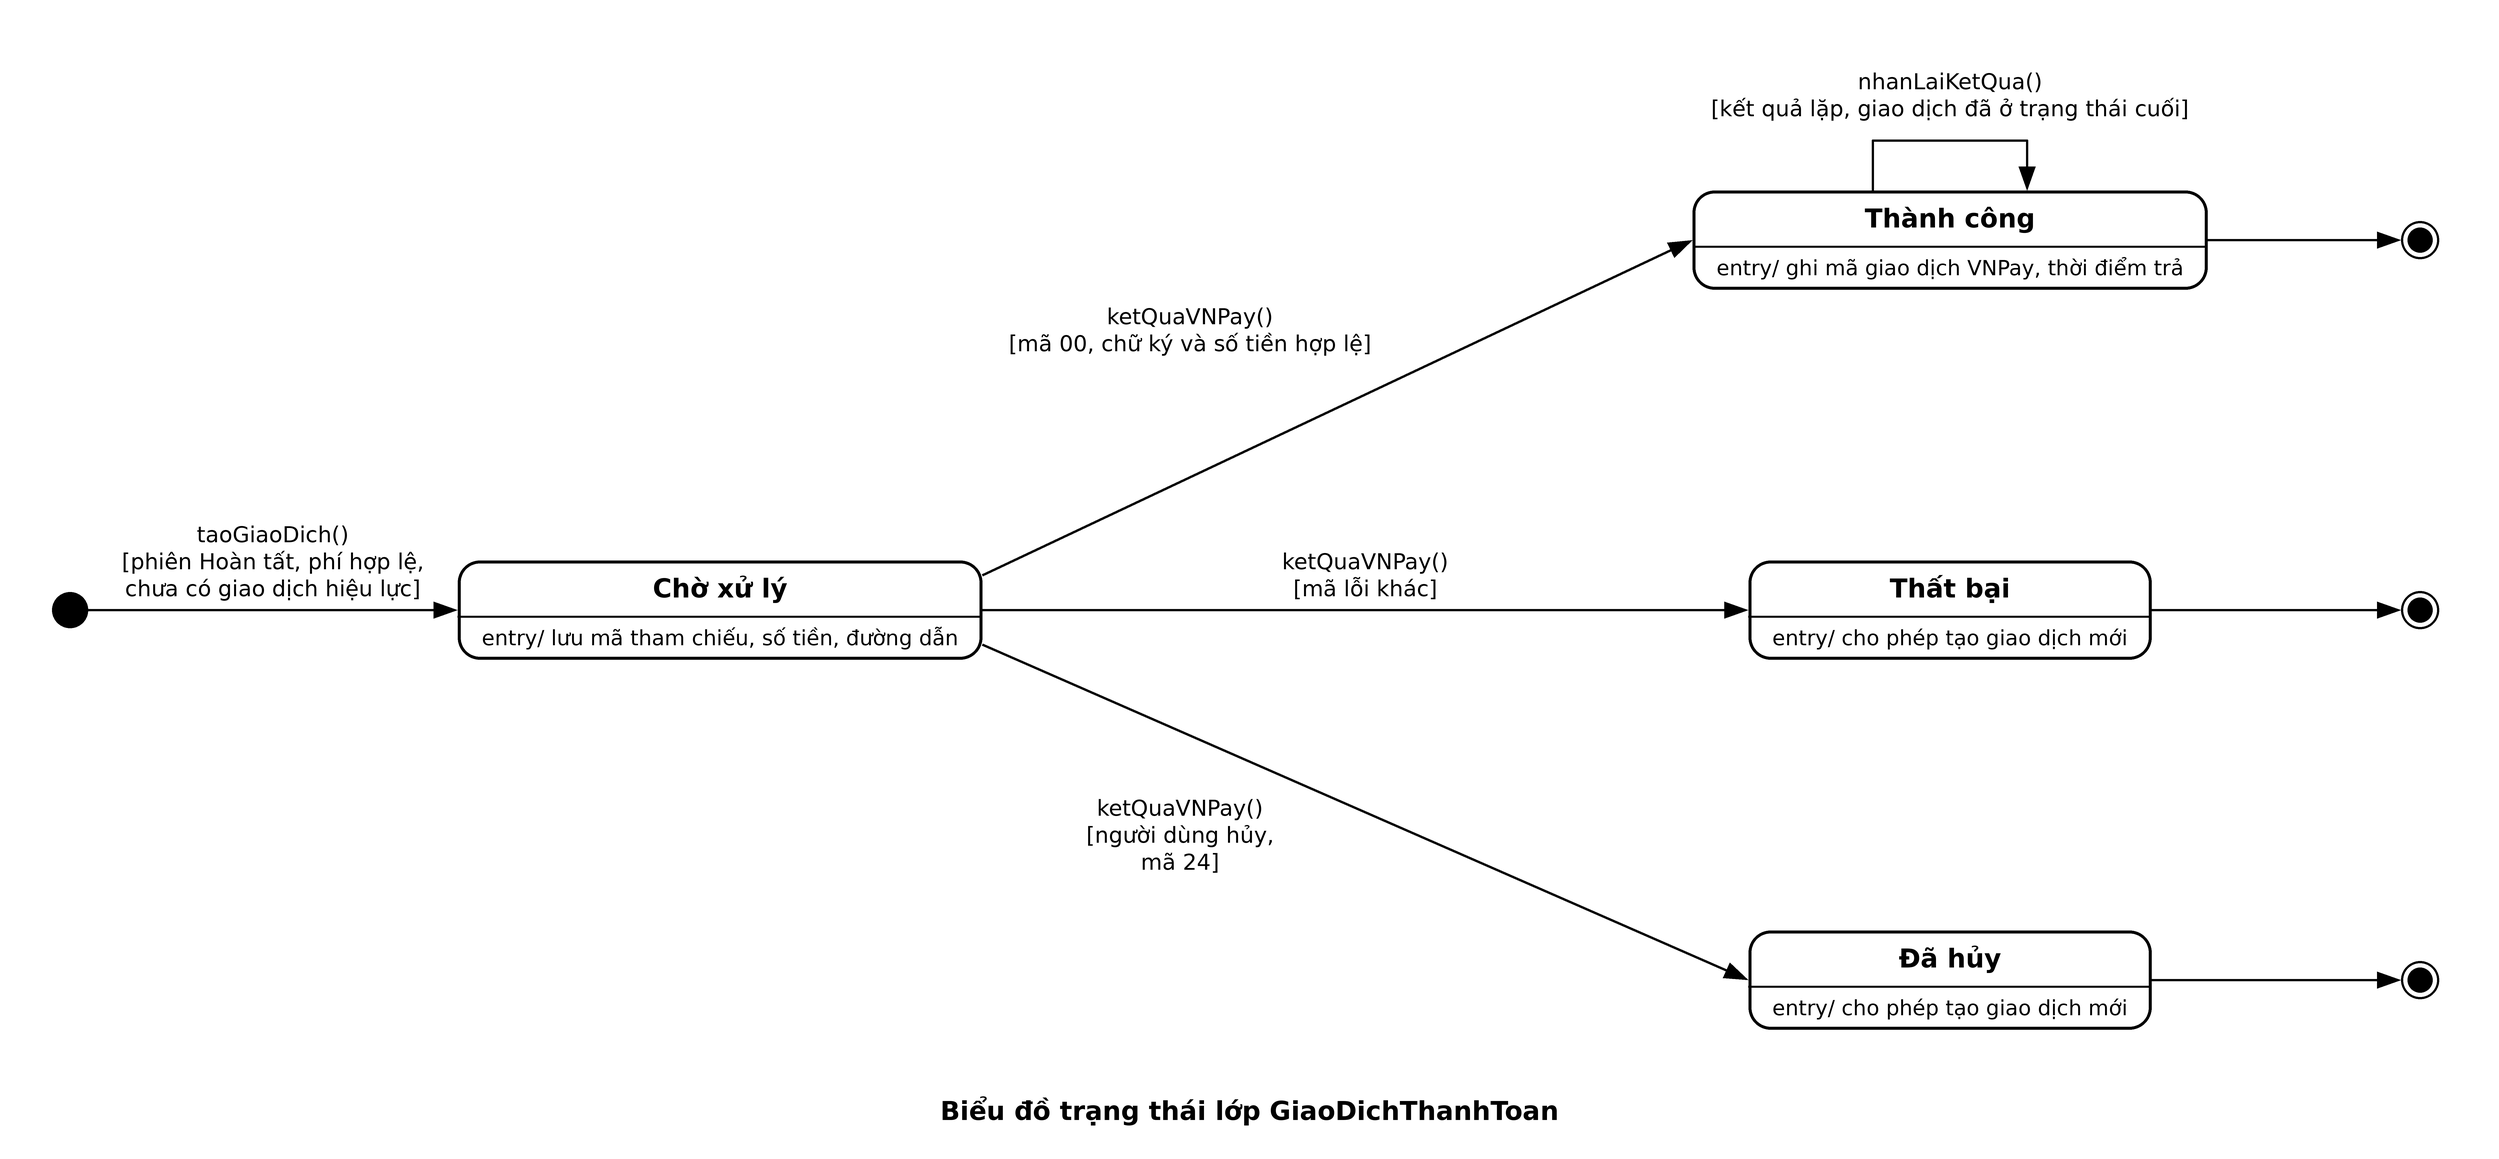 nhanLaiKetQua()
[kết quả lặp, giao dịch đã ở trạng thái cuối]
Thành công
entry/ ghi mã giao dịch VNPay, thời điểm trả
ketQuaVNPay()
[mã 00, chữ ký và số tiền hợp lệ]
taoGiaoDich()
[phiên Hoàn tất, phí hợp lệ,
chưa có giao dịch hiệu lực]
Chờ xử lý
entry/ lưu mã tham chiếu, số tiền, đường dẫn
ketQuaVNPay()
[mã lỗi khác]
Thất bại
entry/ cho phép tạo giao dịch mới
ketQuaVNPay()
[người dùng hủy,
mã 24]
Đã hủy
entry/ cho phép tạo giao dịch mới
Biểu đồ trạng thái lớp GiaoDichThanhToan